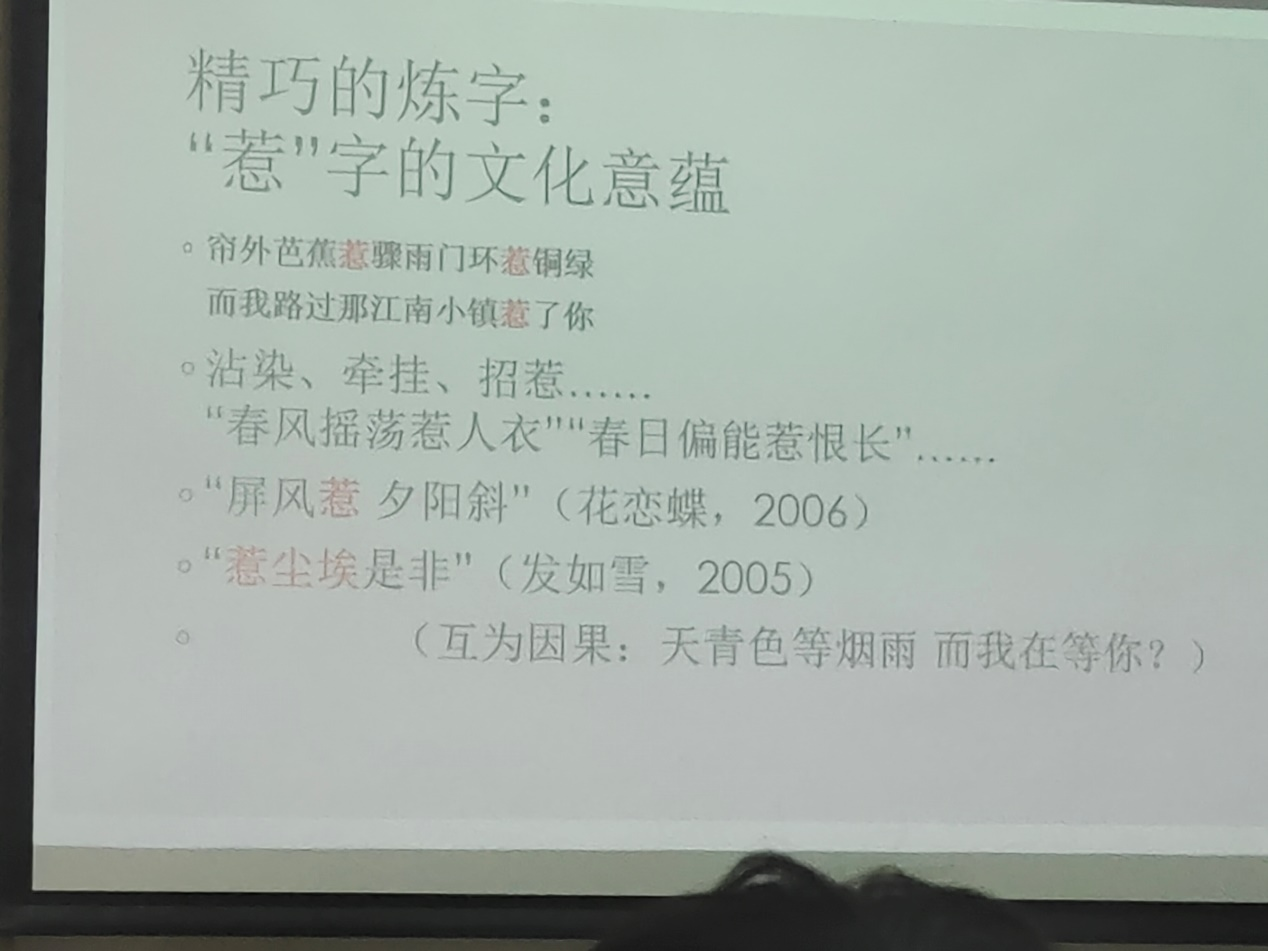 精巧的炼字：
“惹”字的文化意蕴
帘外芭蕉惹骤雨门环惹铜绿
而我路过那江南小镇惹了你
沾染、牵挂、招惹……
“春风摇荡惹人衣”“春日偏能惹恨长”……
“屏风惹 夕阳斜”（花恋蝶，2006）
“惹尘埃是非”（发如雪，2005）
（互为因果：天青色等烟雨 而我在等你？）